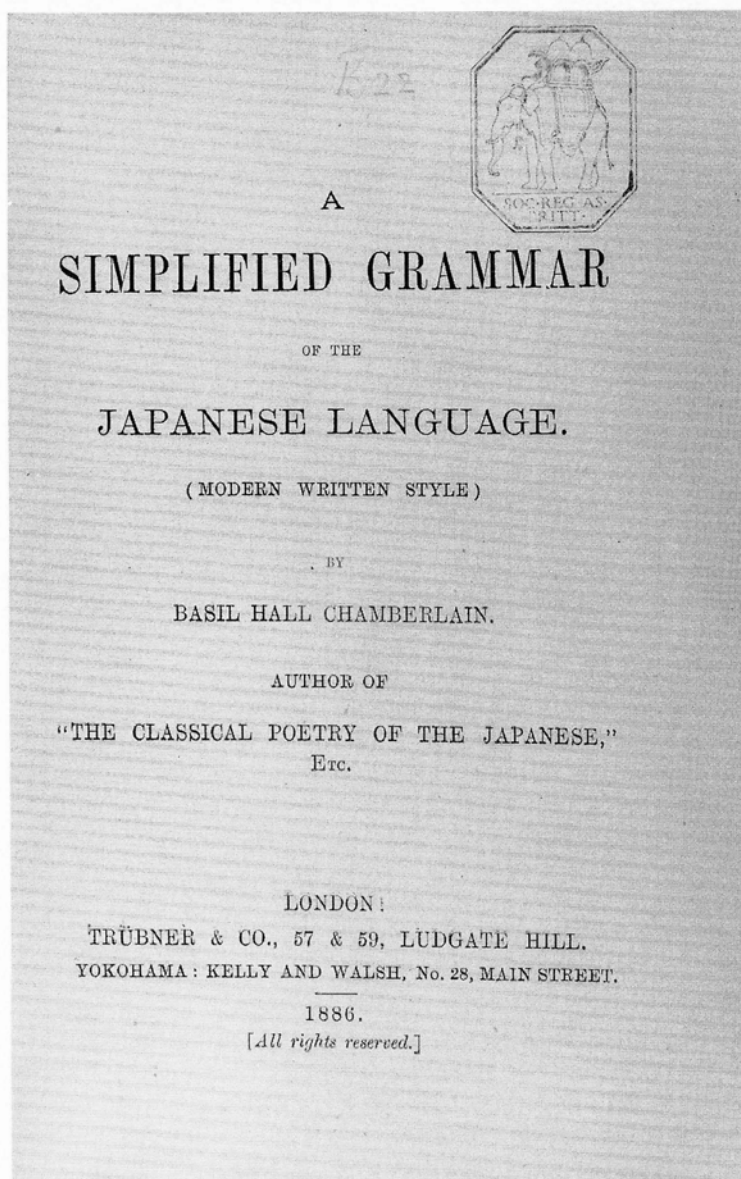 E 22
SOC·REG·AS·
BRITT·
A
SIMPLIFIED GRAMMAR
OF THE
JAPANESE LANGUAGE.
(MODERN WRITTEN STYLE)
BY
BASIL HALL CHAMBERLAIN.
AUTHOR OF
"THE CLASSICAL POETRY OF THE JAPANESE,"
ETC.
LONDON:
TRÜBNER & CO., 57 & 59, LUDGATE HILL.
YOKOHAMA: KELLY AND WALSH, No. 28, MAIN STREET.
1886.
[All rights reserved.]